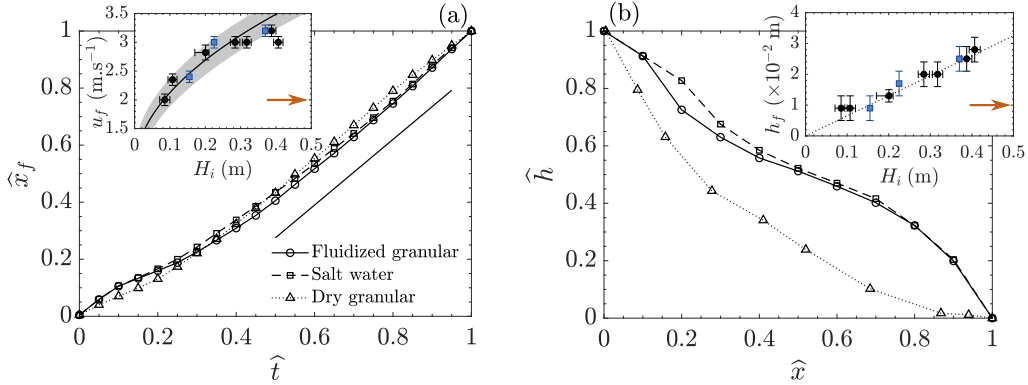 (a)
u_f (m.s⁻¹)
3.5
3
2.5
2
1.5
0 0.1 0.2 0.3 0.4 0.5
H_i (m)
x̂_f
1
0.8
0.6
0.4
0.2
0
Fluidized granular
Salt water
Dry granular
0 0.2 0.4 0.6 0.8 1
t̂
(b)
h_f (×10⁻² m)
4
3
2
1
0
0 0.1 0.2 0.3 0.4 0.5
H_i (m)
ĥ
1
0.8
0.6
0.4
0.2
0
0 0.2 0.4 0.6 0.8 1
x̂